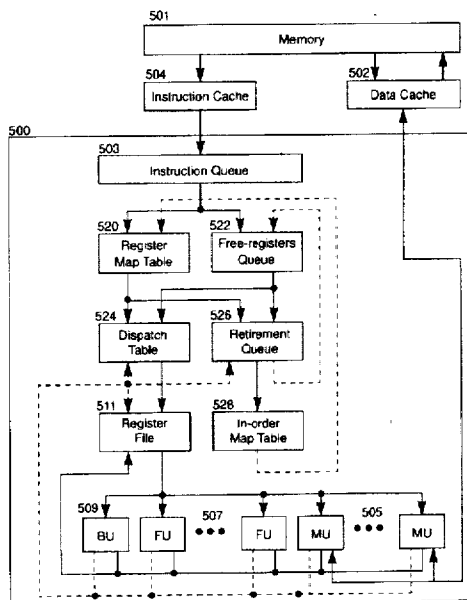 501
Memory
504
Instruction Cache
502
Data Cache
500
503
Instruction Queue
520
Register
Map Table
522
Free-registers
Queue
524
Dispatch
Table
526
Retirement
Queue
511
Register
File
528
In-order
Map Table
509
BU
FU
507
FU
MU
505
MU